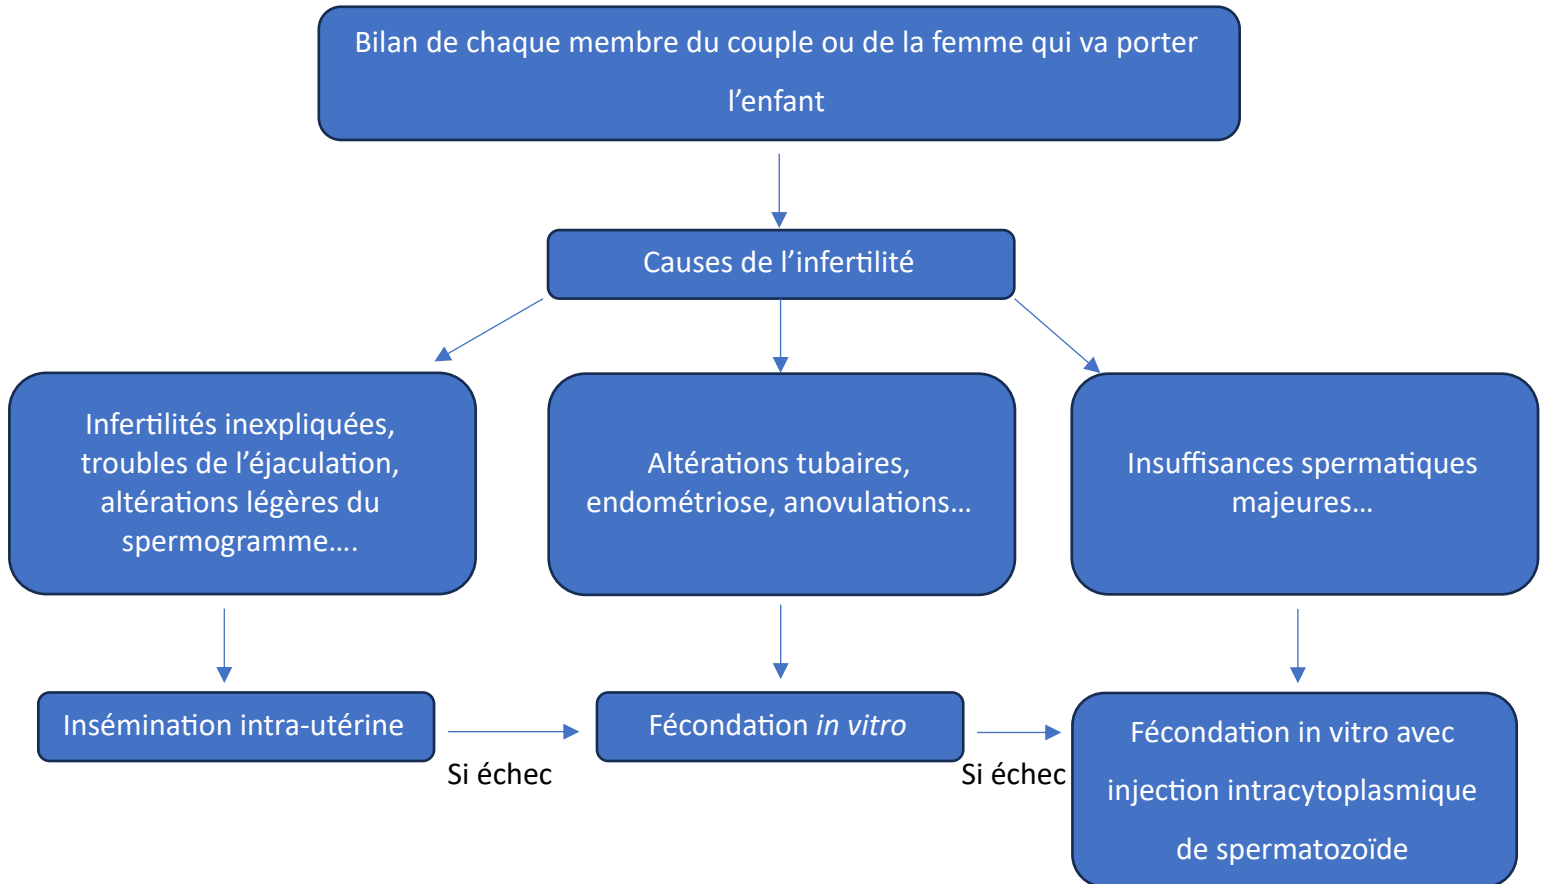 Bilan de chaque membre du couple ou de la femme qui va porter
l’enfant
Causes de l’infertilité
Infertilités inexpliquées,
troubles de l’éjaculation,
altérations légères du
spermogramme….
Altérations tubaires,
endométriose, anovulations…
Insuffisances spermatiques
majeures…
Insémination intra-utérine
Si échec
Fécondation in vitro
Si échec
Fécondation in vitro avec
injection intracytoplasmique
de spermatozoïde